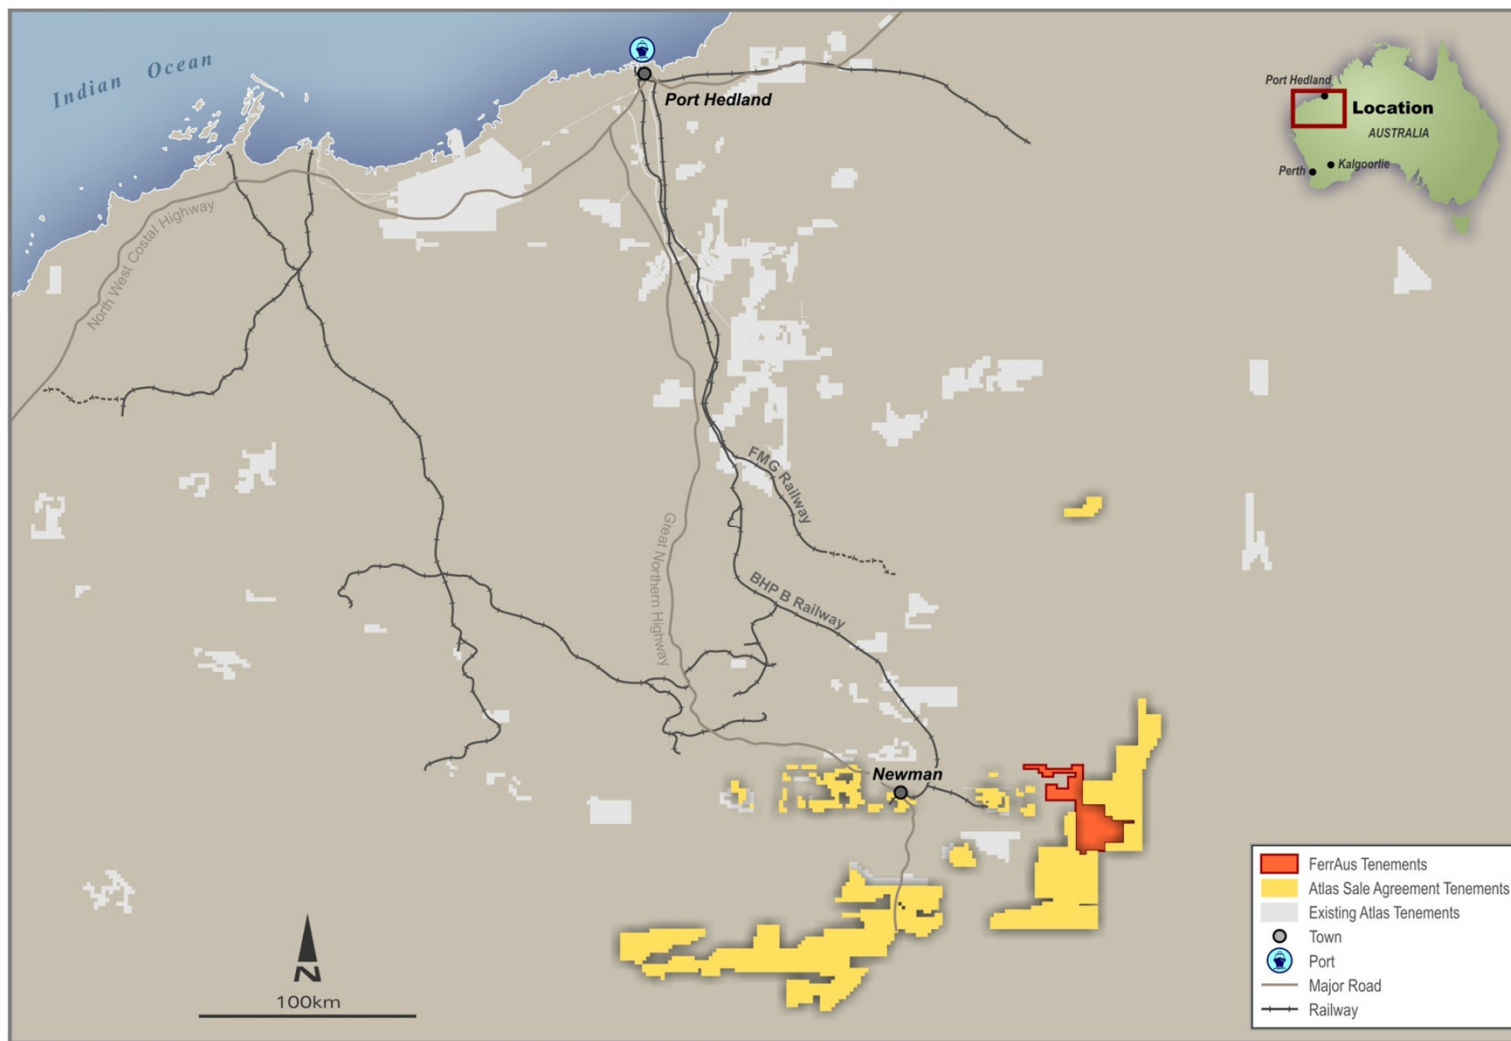 Indian Ocean
Port Hedland
North West Costal Highway
FMG Railway
Great Northern Highway
BHP B Railway
Newman
N
100km
Port Hedland
Location
AUSTRALIA
Perth
Kalgoorlie
FerrAus Tenements
Atlas Sale Agreement Tenements
Existing Atlas Tenements
Town
Port
Major Road
Railway